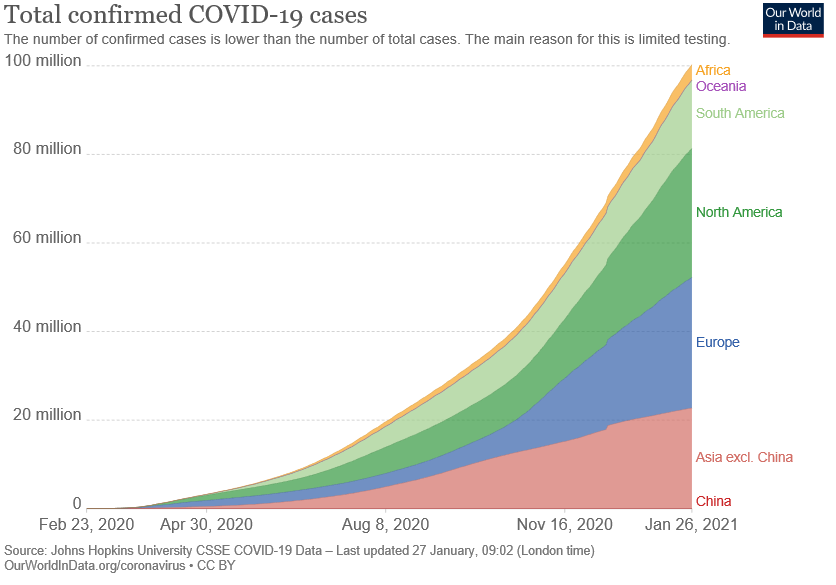 Total confirmed COVID-19 cases
Our World
in Data
The number of confirmed cases is lower than the number of total cases. The main reason for this is limited testing.
100 million
80 million
60 million
40 million
20 million
0
Africa
Oceania
South America
North America
Europe
Asia excl. China
China
Feb 23, 2020
Apr 30, 2020
Aug 8, 2020
Nov 16, 2020
Jan 26, 2021
Source: Johns Hopkins University CSSE COVID-19 Data – Last updated 27 January, 09:02 (London time)
OurWorldInData.org/coronavirus • CC BY